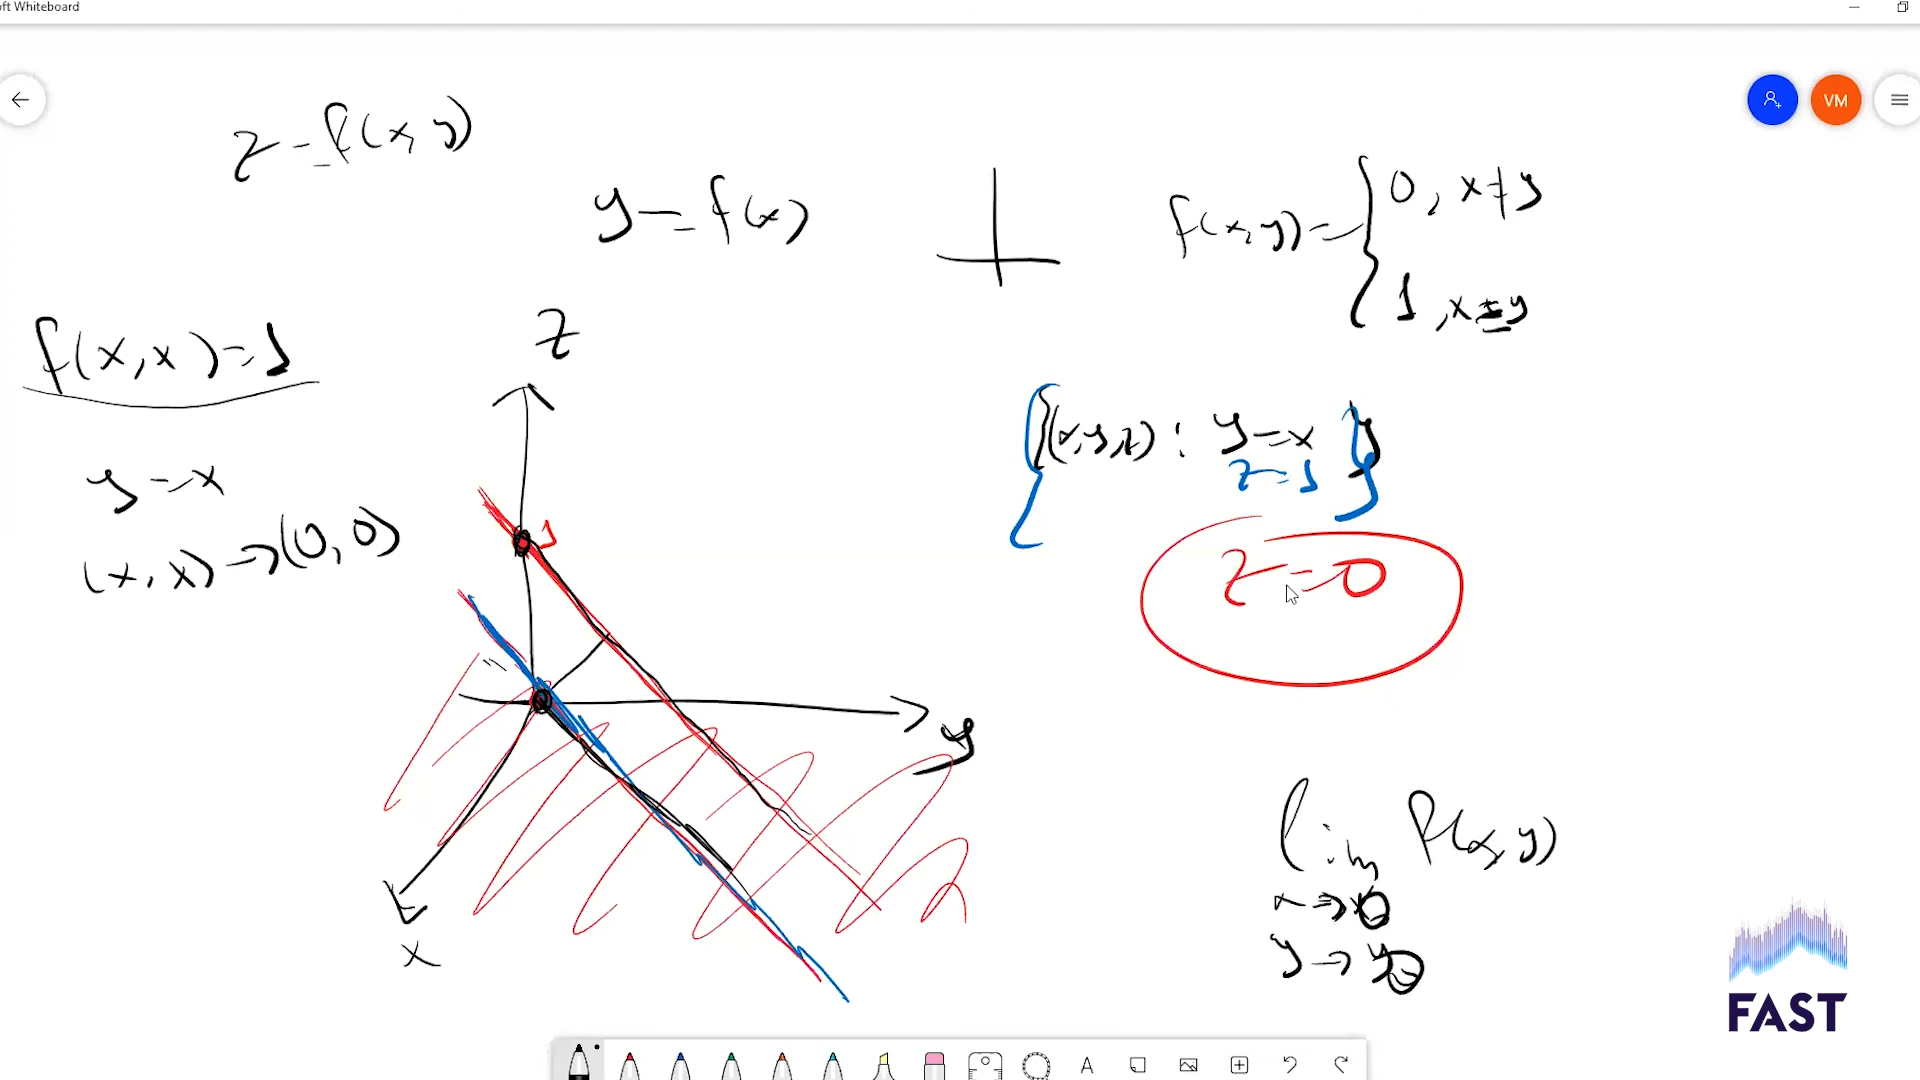 oft Whiteboard
VM
z=f(x,y)
y=f(x)
f(x,y)={0, x≠y
1, x=y
f(x,x)=1
y=x
(x,x)→(0,0)
z
1
y
x
{(x,y,z): y=x
z=1}
z=0
lim f(x,y)
x→0
y→0
A
FAST